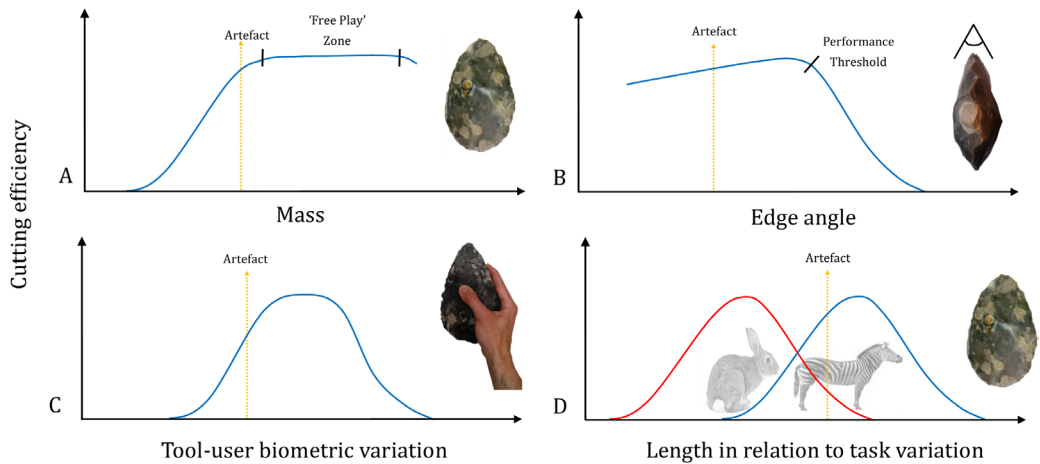 Cutting efficiency
A
Artefact
‘Free Play’
Zone
Mass
B
Artefact
Performance
Threshold
Edge angle
C
Artefact
Tool-user biometric variation
D
Artefact
Length in relation to task variation